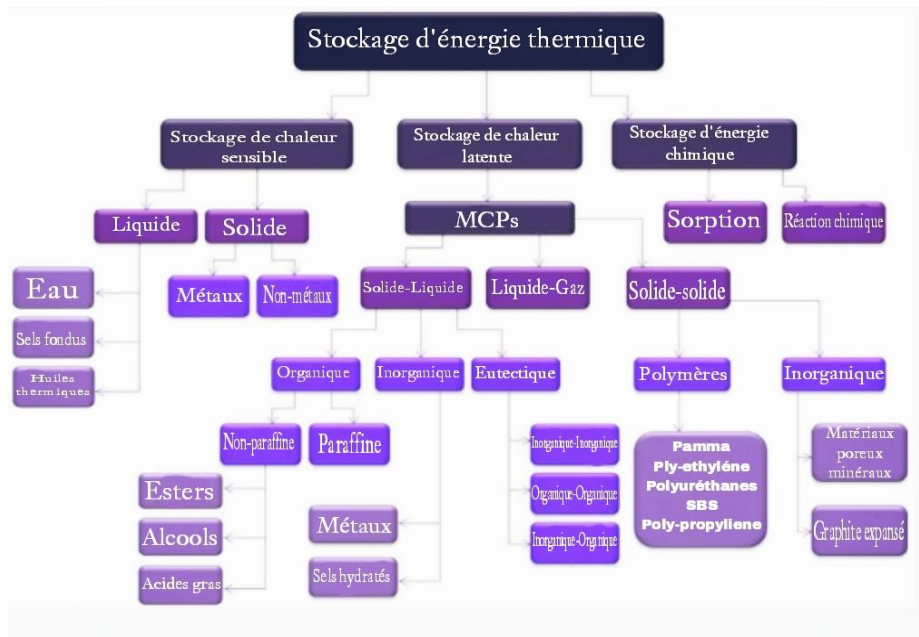 Stockage d'énergie thermique
Stockage de chaleur
sensible
Stockage de chaleur
latente
Stockage d'énergie
chimique
Liquide
Solide
MCPs
Sorption
Réaction chimique
Eau
Sels fondus
Huiles
thermiques
Métaux
Non-métaux
Solide-Liquide
Liquide-Gaz
Solide-solide
Organique
Inorganique
Eutectique
Polymères
Inorganique
Non-paraffine
Paraffine
Inorganique-Inorganique
Organique-Organique
Inorganique-Organique
Pamma
Ply-ethyléne
Polyuréthanes
SBS
Poly-propyliene
Matériaux
poreux
minéraux
Graphite expansé
Esters
Alcools
Acides gras
Métaux
Sels hydratés